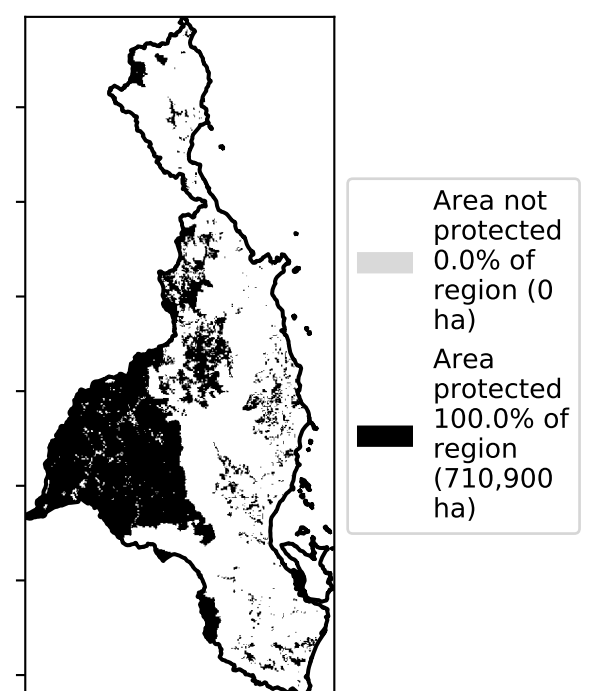 Area not
protected
0.0% of
region (0
ha)
Area
protected
100.0% of
region
(710,900
ha)